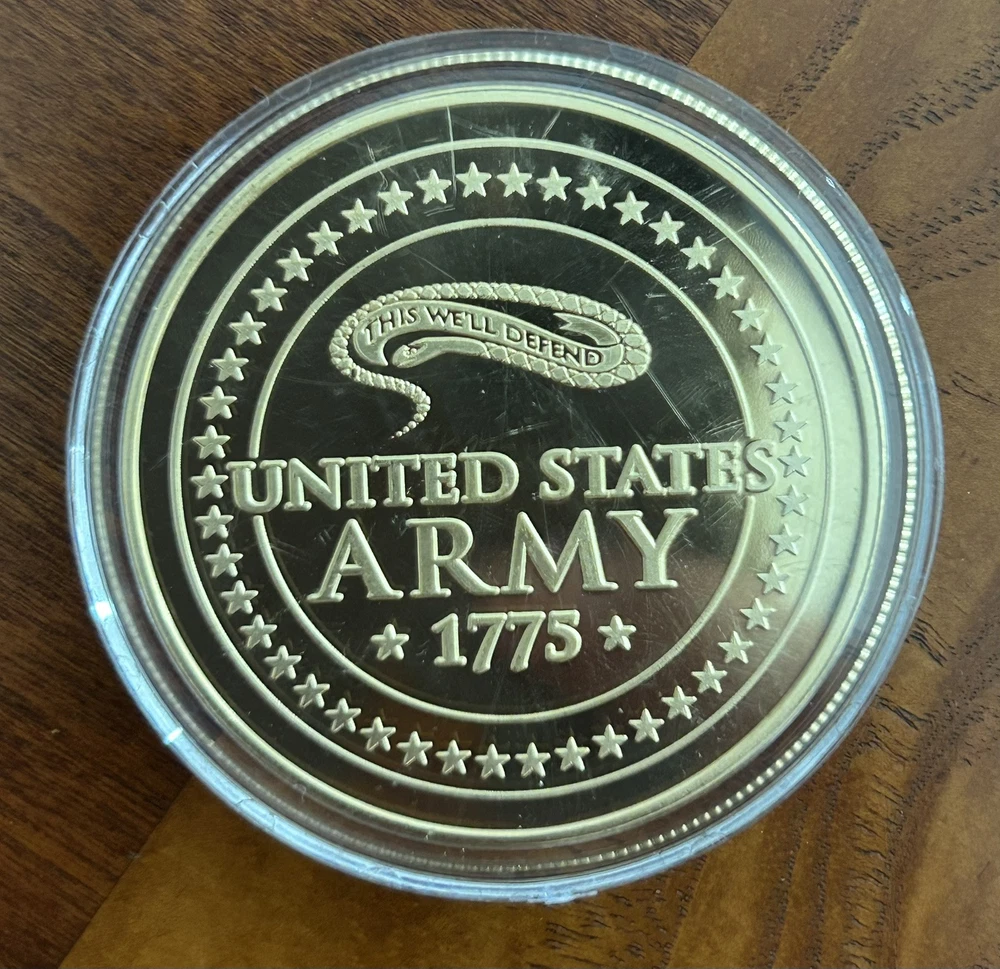 THIS WE'LL DEFEND
UNITED STATES
ARMY
1775